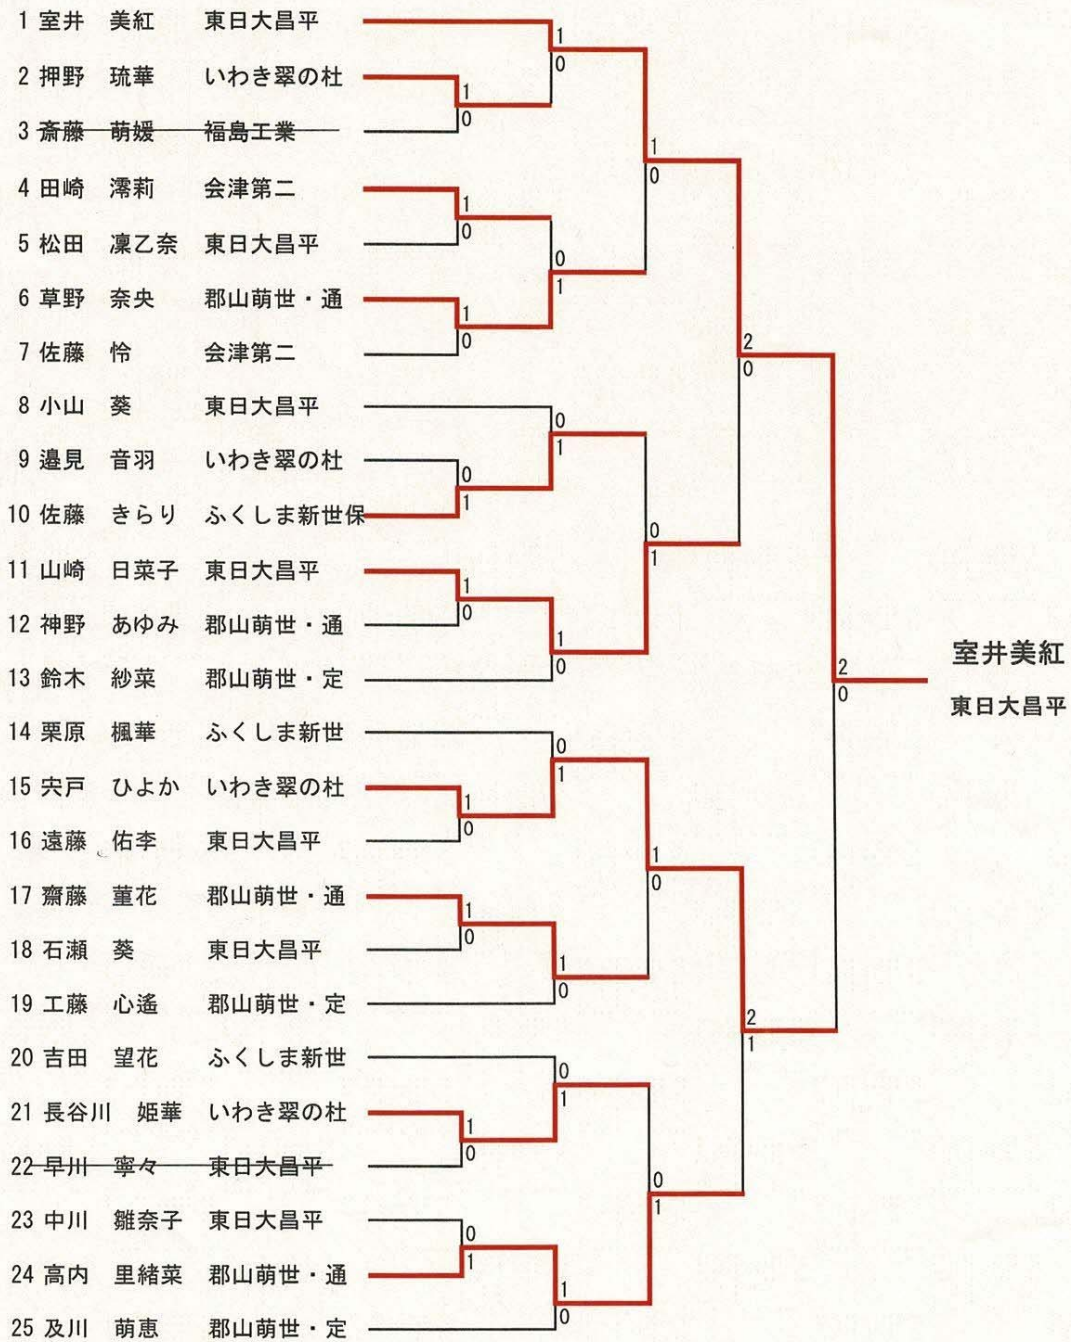 1 室井 美紅 東日大昌平
2 押野 琉華 いわき翠の杜
3 斎藤 萌媛 福島工業
4 田崎 澪莉 会津第二
5 松田 凜乙奈 東日大昌平
6 草野 奈央 郡山萌世・通
7 佐藤 怜 会津第二
8 小山 葵 東日大昌平
9 邉見 音羽 いわき翠の杜
10 佐藤 きらり ふくしま新世保
11 山崎 日菜子 東日大昌平
12 神野 あゆみ 郡山萌世・通
13 鈴木 紗菜 郡山萌世・定
14 栗原 楓華 ふくしま新世
15 宍戸 ひよか いわき翠の杜
16 遠藤 佑李 東日大昌平
17 齋藤 菫花 郡山萌世・通
18 石瀬 葵 東日大昌平
19 工藤 心遙 郡山萌世・定
20 吉田 望花 ふくしま新世
21 長谷川 姫華 いわき翠の杜
22 早川 寧々 東日大昌平
23 中川 雛奈子 東日大昌平
24 高内 里緒菜 郡山萌世・通
25 及川 萌恵 郡山萌世・定
1
0
1
0
1
0
0
1
1
0
1
0
0
1
0
1
1
0
1
0
0
1
1
0
1
0
1
0
0
1
1
0
0
1
1
0
1
0
0
1
1
0
0
1
2
0
2
1
2
0
室井美紅
東日大昌平